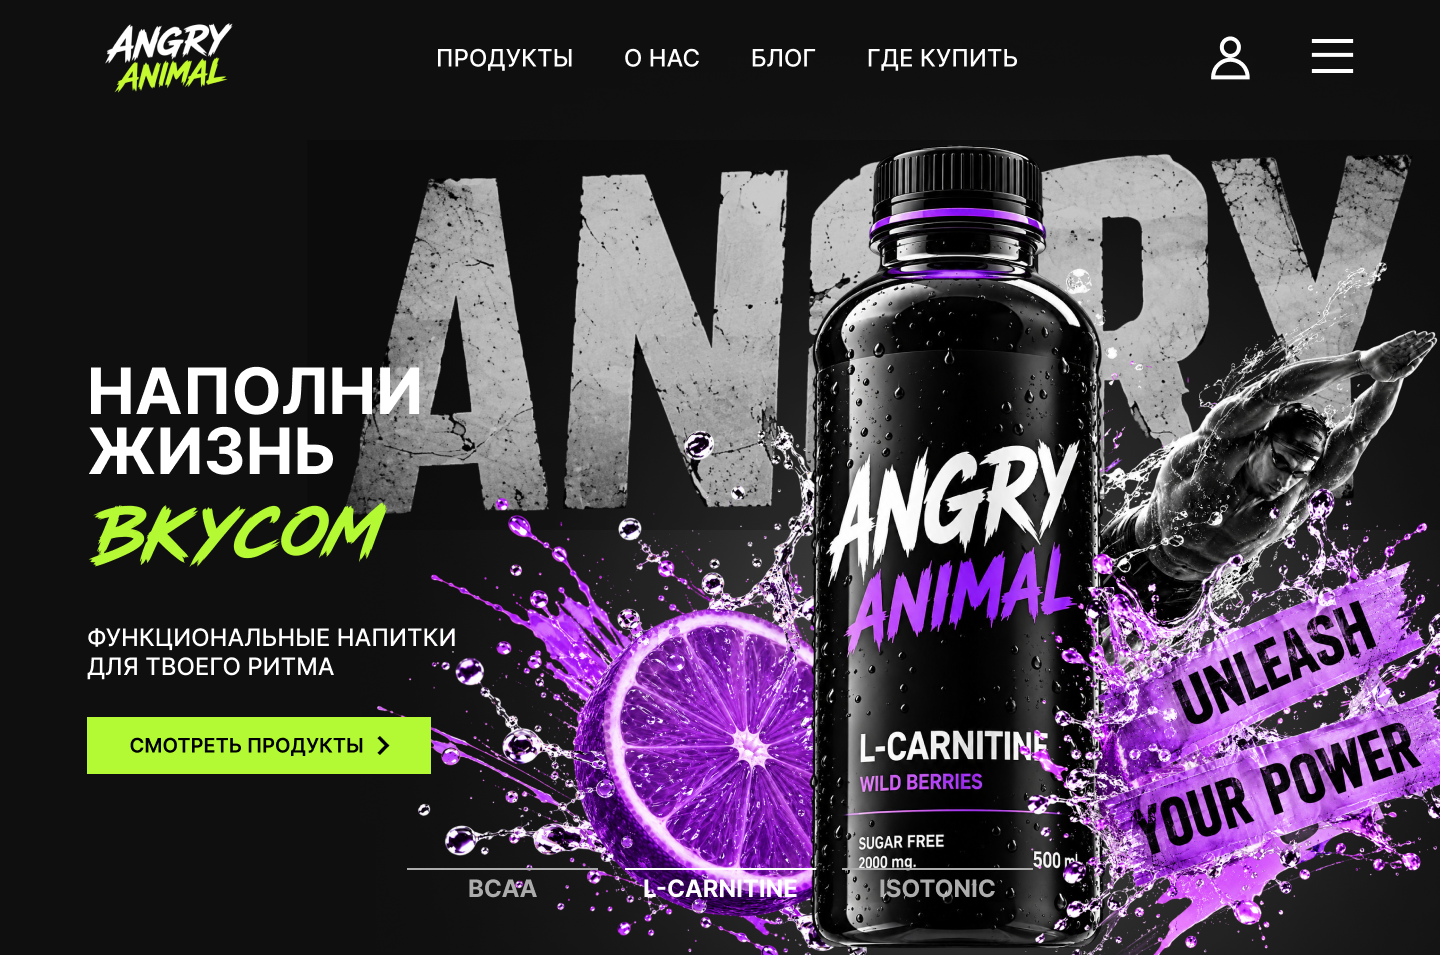 ANGRY
ANIMAL
ПРОДУКТЫ
О НАС
БЛОГ
ГДЕ КУПИТЬ
ANGRY
НАПОЛНИ
ЖИЗНЬ
ВКУСОМ
ФУНКЦИОНАЛЬНЫЕ НАПИТКИ
ДЛЯ ТВОЕГО РИТМА
СМОТРЕТЬ ПРОДУКТЫ
ANGRY
ANIMAL
L-CARNITINE
WILD BERRIES
SUGAR FREE
2000 mg.
500 ml
UNLEASH
YOUR POWER
BCAA
L-CARNITINE
ISOTONIC